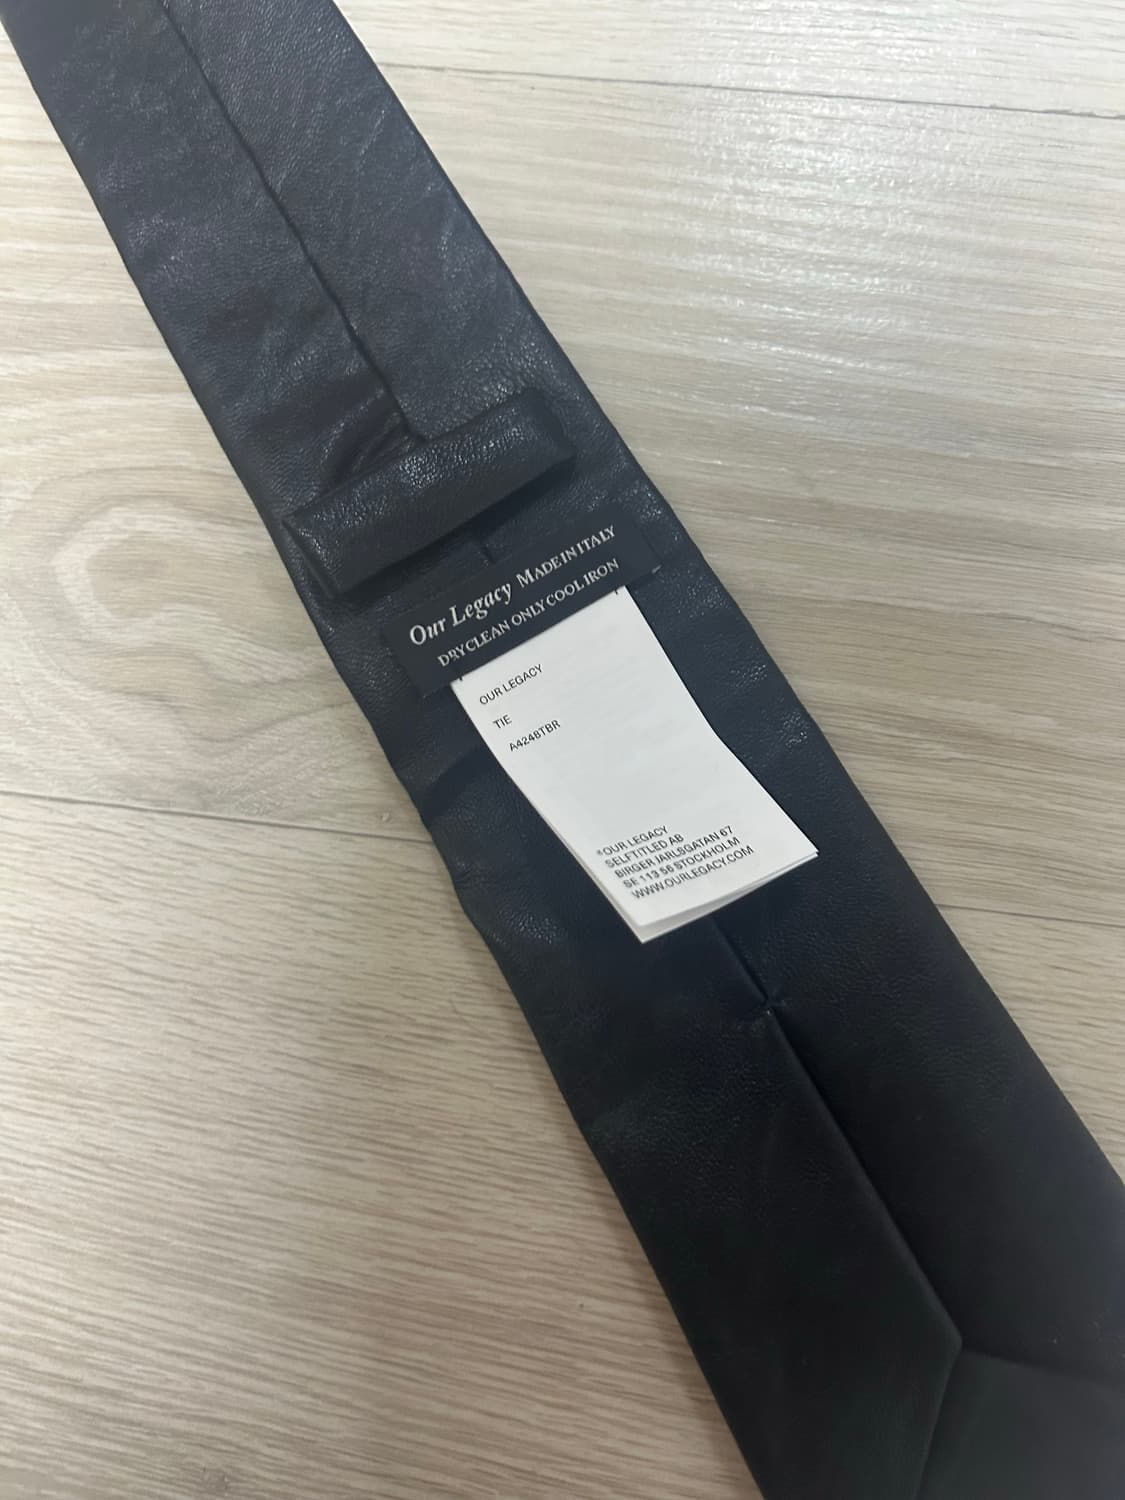 Our Legacy MADE IN ITALY
DRYCLEAN ONLY COOL IRON
OUR LEGACY
TIE
A4248TBR
®OUR LEGACY
SELFTITLED AB
BIRGER JARLSGATAN 67
SE 113 56 STOCKHOLM
WWW.OURLEGACY.COM